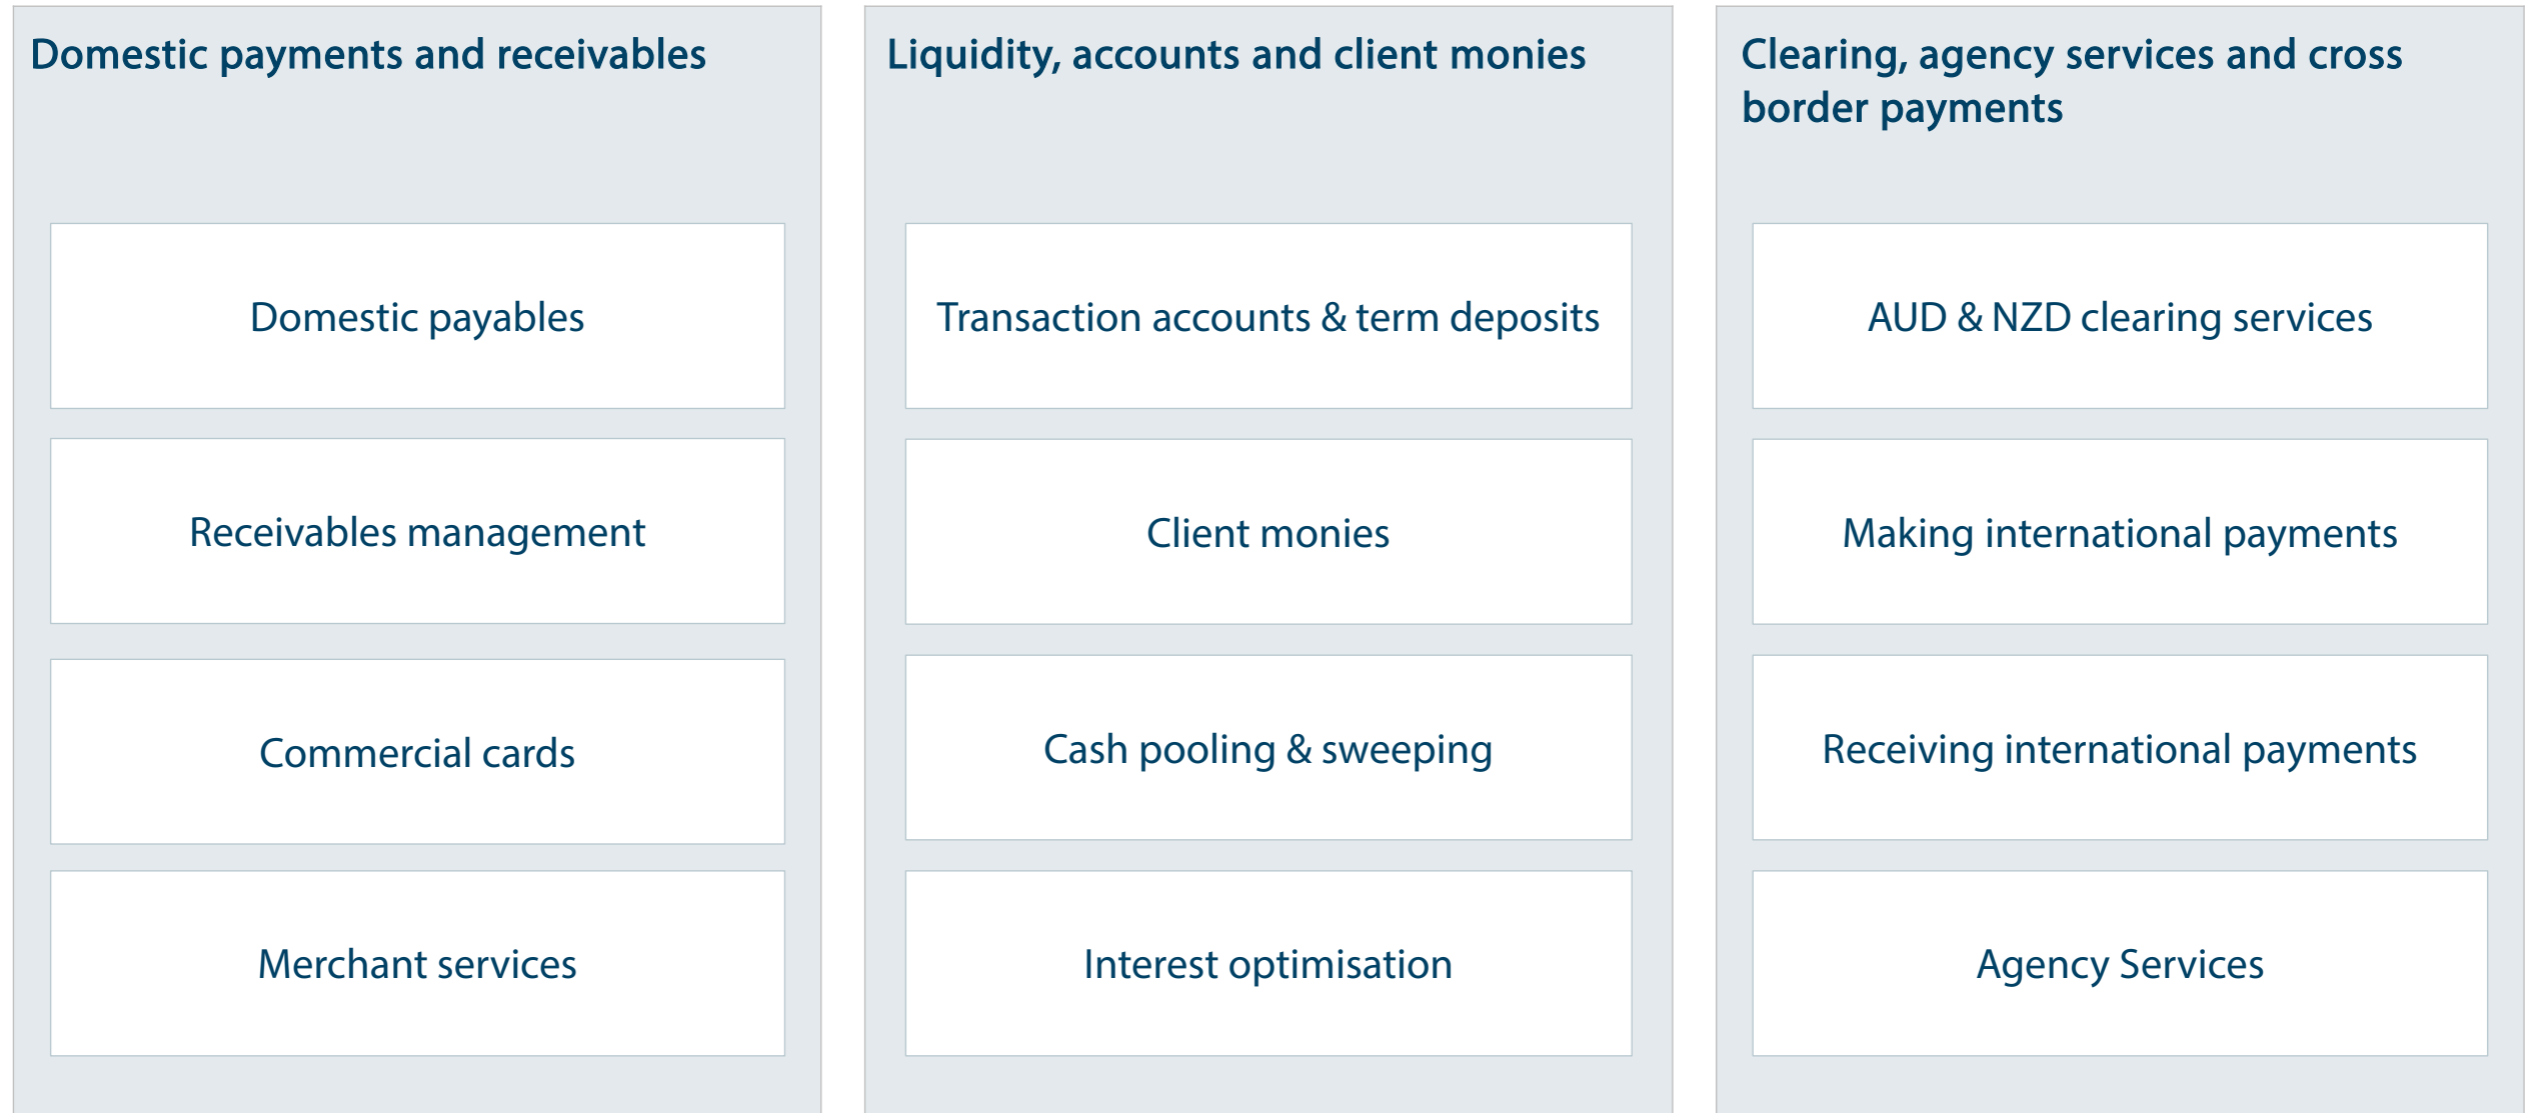 Domestic payments and receivables
Domestic payables
Receivables management
Commercial cards
Merchant services
Liquidity, accounts and client monies
Transaction accounts & term deposits
Client monies
Cash pooling & sweeping
Interest optimisation
Clearing, agency services and cross
border payments
AUD & NZD clearing services
Making international payments
Receiving international payments
Agency Services